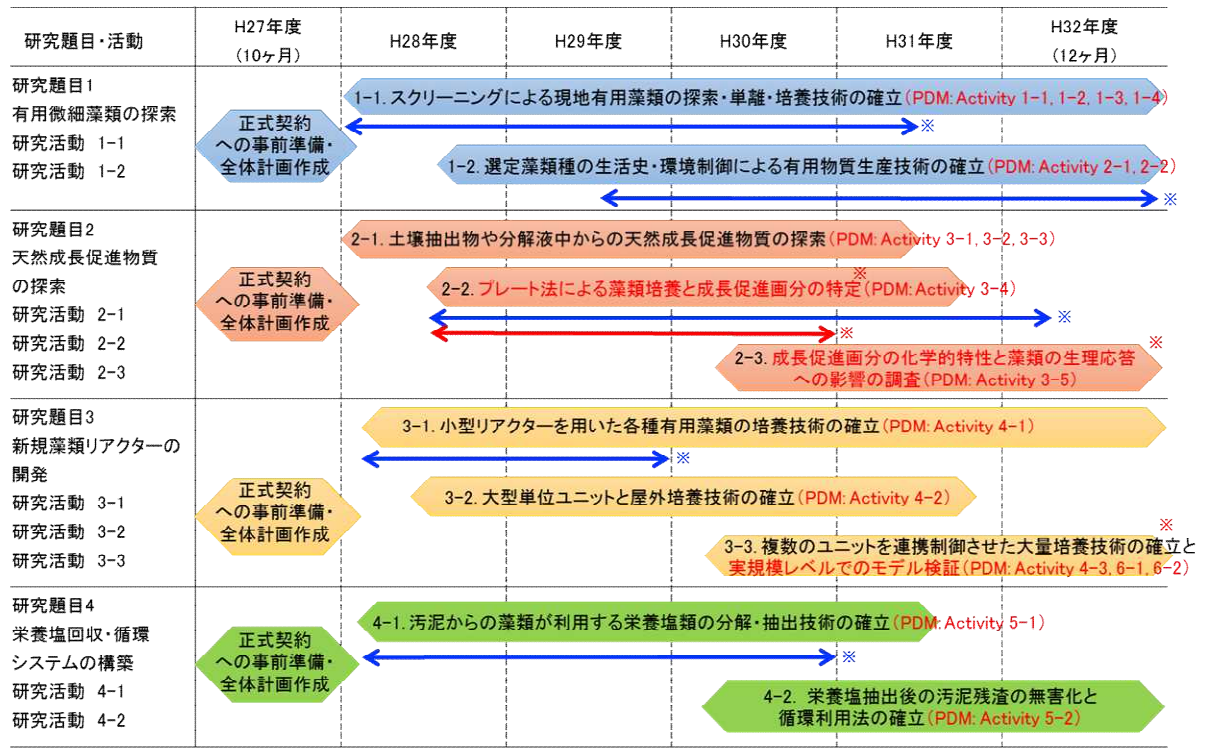 研究題目・活動
H27年度
(10ヶ月)
H28年度
H29年度
H30年度
H31年度
H32年度
(12ヶ月)
研究題目1
有用微細藻類の探索
研究活動 1-1
研究活動 1-2
正式契約
への事前準備・
全体計画作成
1-1. スクリーニングによる現地有用藻類の探索・単離・培養技術の確立(PDM: Activity 1-1, 1-2, 1-3, 1-4)
※
1-2. 選定藻類種の生活史・環境制御による有用物質生産技術の確立(PDM: Activity 2-1, 2-2)
※
研究題目2
天然成長促進物質
の探索
研究活動 2-1
研究活動 2-2
研究活動 2-3
正式契約
への事前準備・
全体計画作成
2-1. 土壌抽出物や分解液中からの天然成長促進物質の探索(PDM: Activity 3-1, 3-2, 3-3)
※
2-2. プレート法による藻類培養と成長促進画分の特定(PDM: Activity 3-4)
※
※
※
2-3. 成長促進画分の化学的特性と藻類の生理応答
への影響の調査(PDM: Activity 3-5)
研究題目3
新規藻類リアクターの
開発
研究活動 3-1
研究活動 3-2
研究活動 3-3
正式契約
への事前準備・
全体計画作成
3-1. 小型リアクターを用いた各種有用藻類の培養技術の確立(PDM: Activity 4-1)
※
3-2. 大型単位ユニットと屋外培養技術の確立(PDM: Activity 4-2)
※
3-3. 複数のユニットを連携制御させた大量培養技術の確立と
実規模レベルでのモデル検証(PDM: Activity 4-3, 6-1, 6-2)
研究題目4
栄養塩回収・循環
システムの構築
研究活動 4-1
研究活動 4-2
正式契約
への事前準備・
全体計画作成
4-1. 汚泥からの藻類が利用する栄養塩類の分解・抽出技術の確立(PDM: Activity 5-1)
※
4-2. 栄養塩抽出後の汚泥残渣の無害化と
循環利用法の確立(PDM: Activity 5-2)